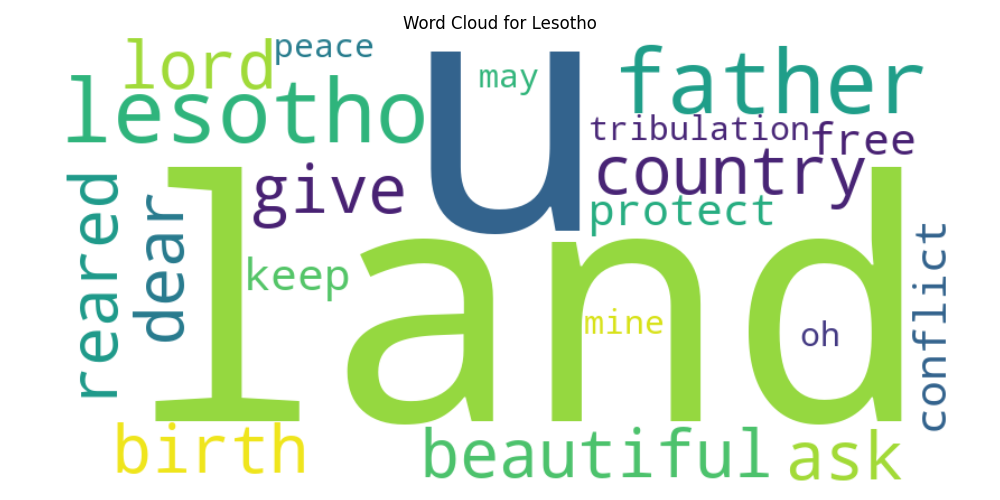 Word Cloud for Lesotho
lord
peace
u
may
father
lesotho
tribulation
free
country
give
protect
reared
dear
land
keep
mine
oh
conflict
birth
beautiful
ask